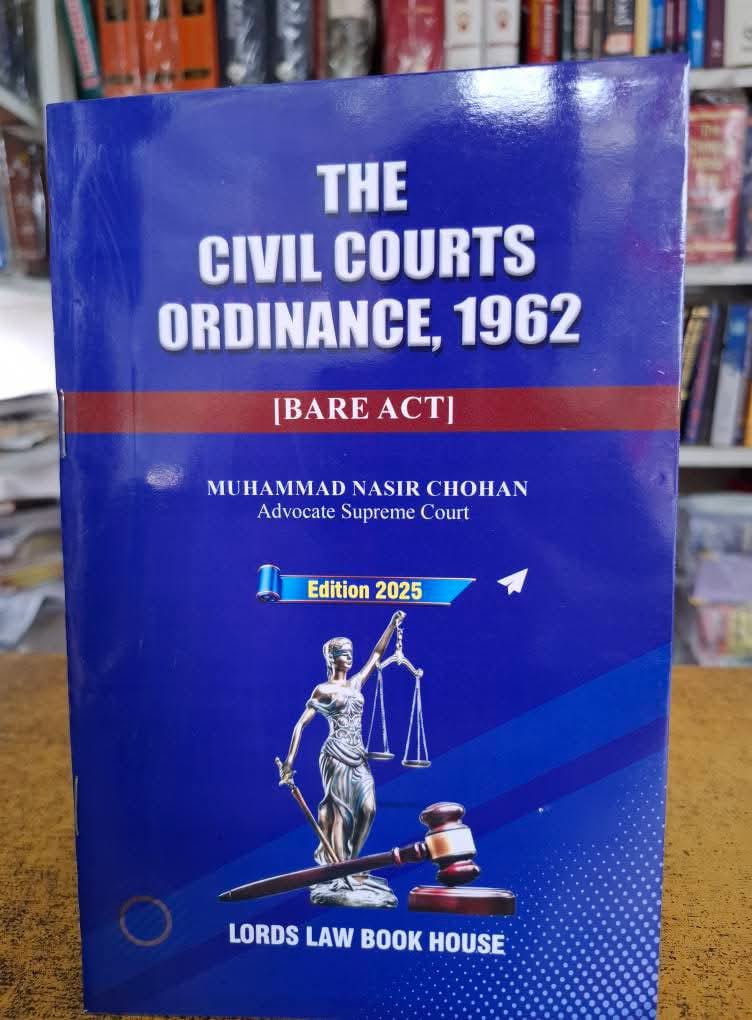 THE
CIVIL COURTS
ORDINANCE, 1962
[BARE ACT]
MUHAMMAD NASIR CHOHAN
Advocate Supreme Court
Edition 2025
LORDS LAW BOOK HOUSE